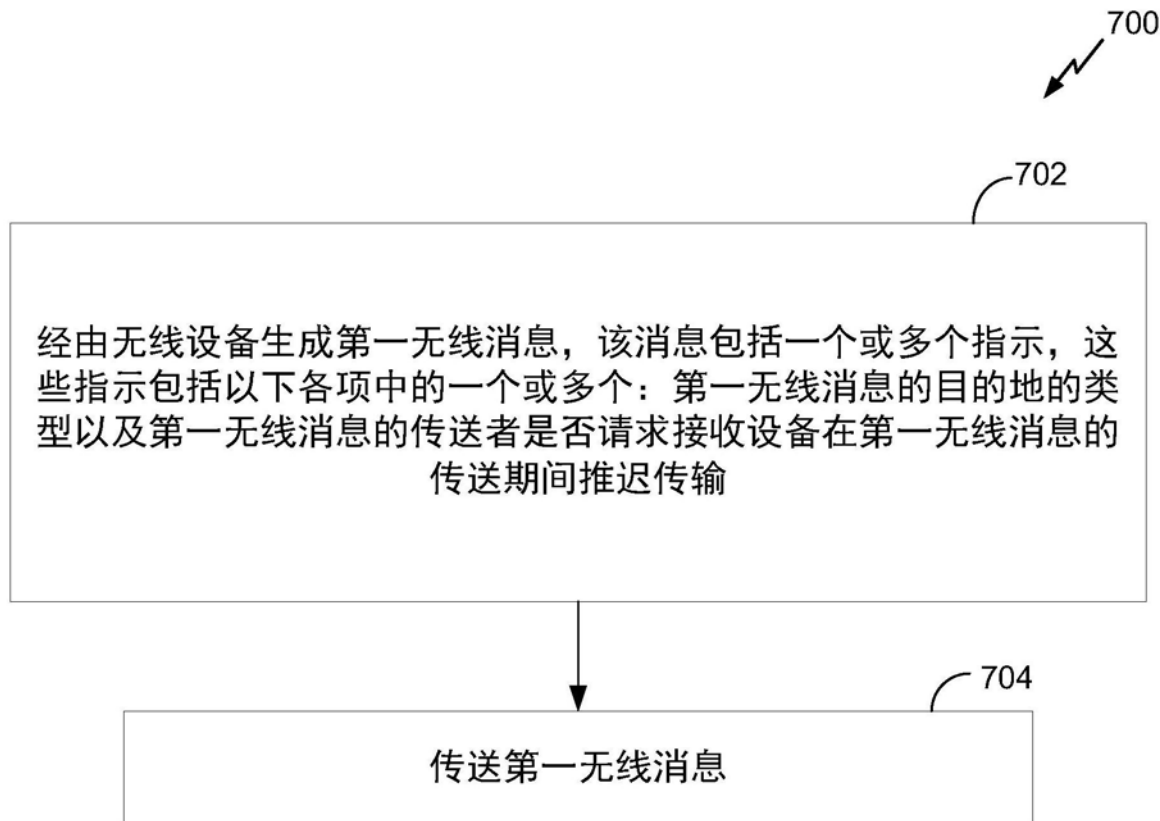 700
702
经由无线设备生成第一无线消息，该消息包括一个或多个指示，这
些指示包括以下各项中的一个或多个：第一无线消息的目的地的类
型以及第一无线消息的传送者是否请求接收设备在第一无线消息的
传送期间推迟传输
704
传送第一无线消息